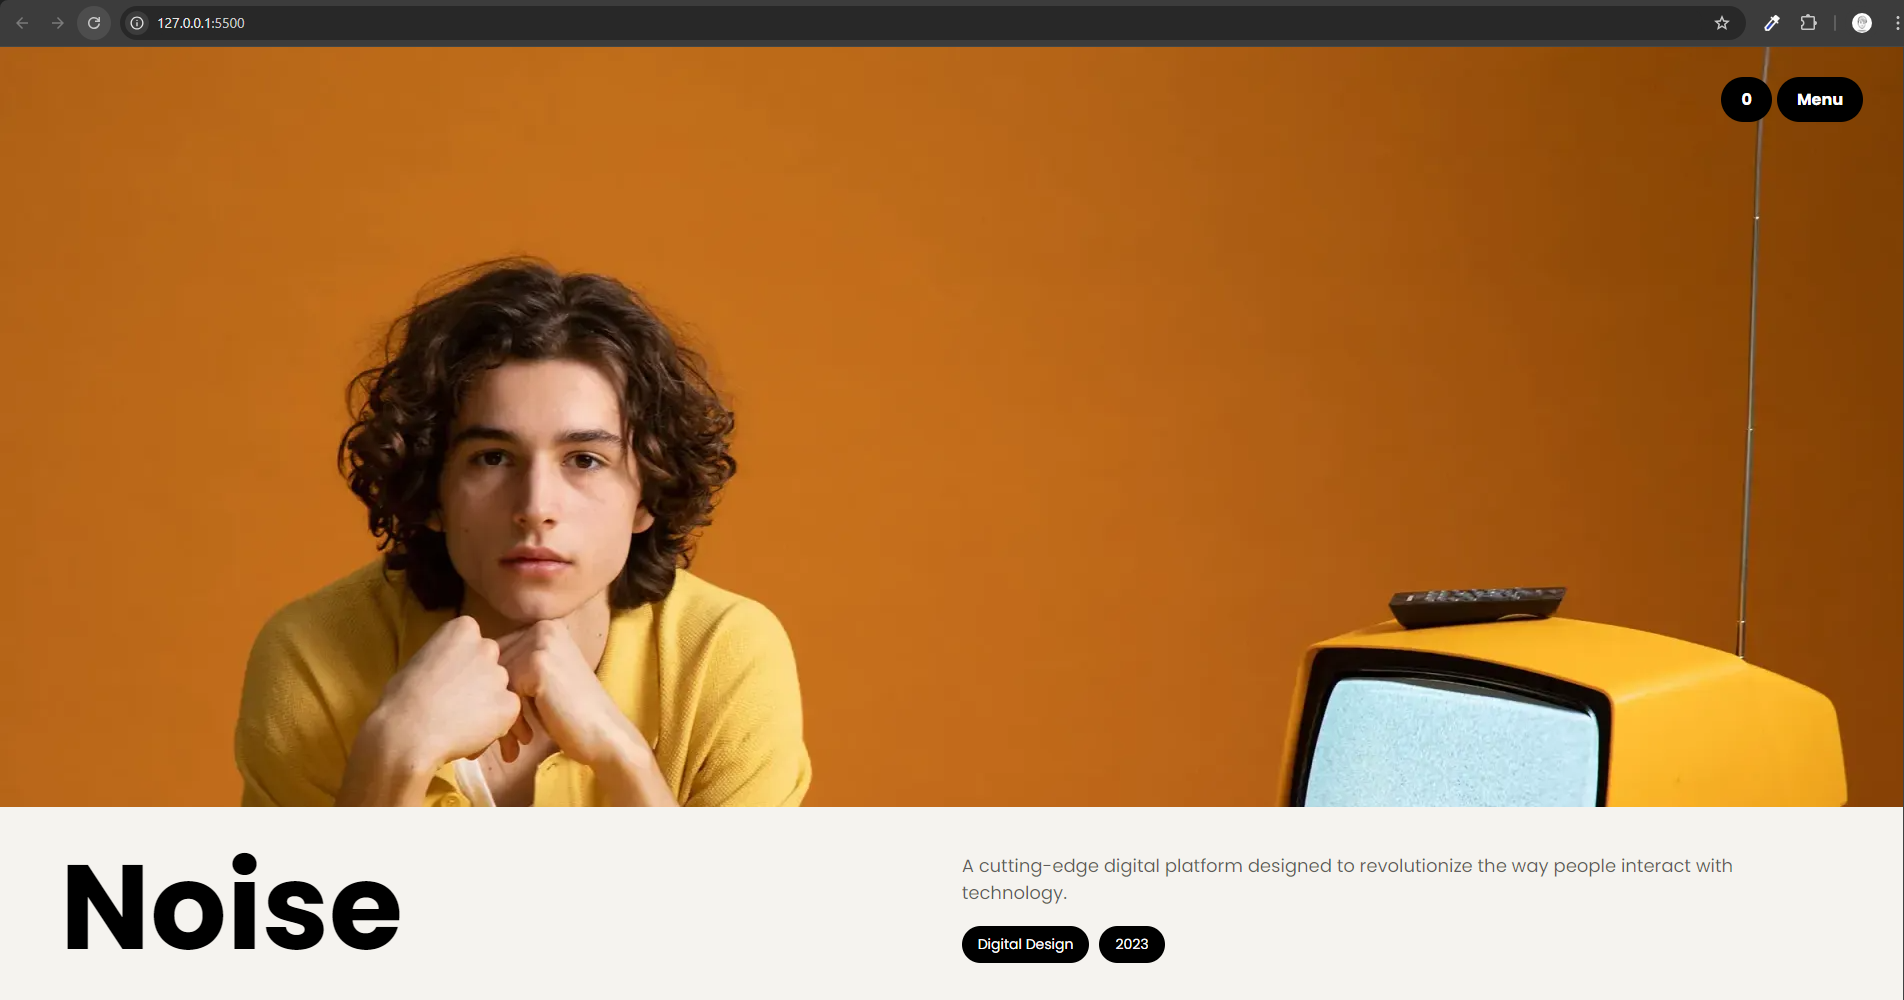 127.0.0.1:5500
0 Menu
Noise
A cutting-edge digital platform designed to revolutionize the way people interact with
technology.
Digital Design 2023